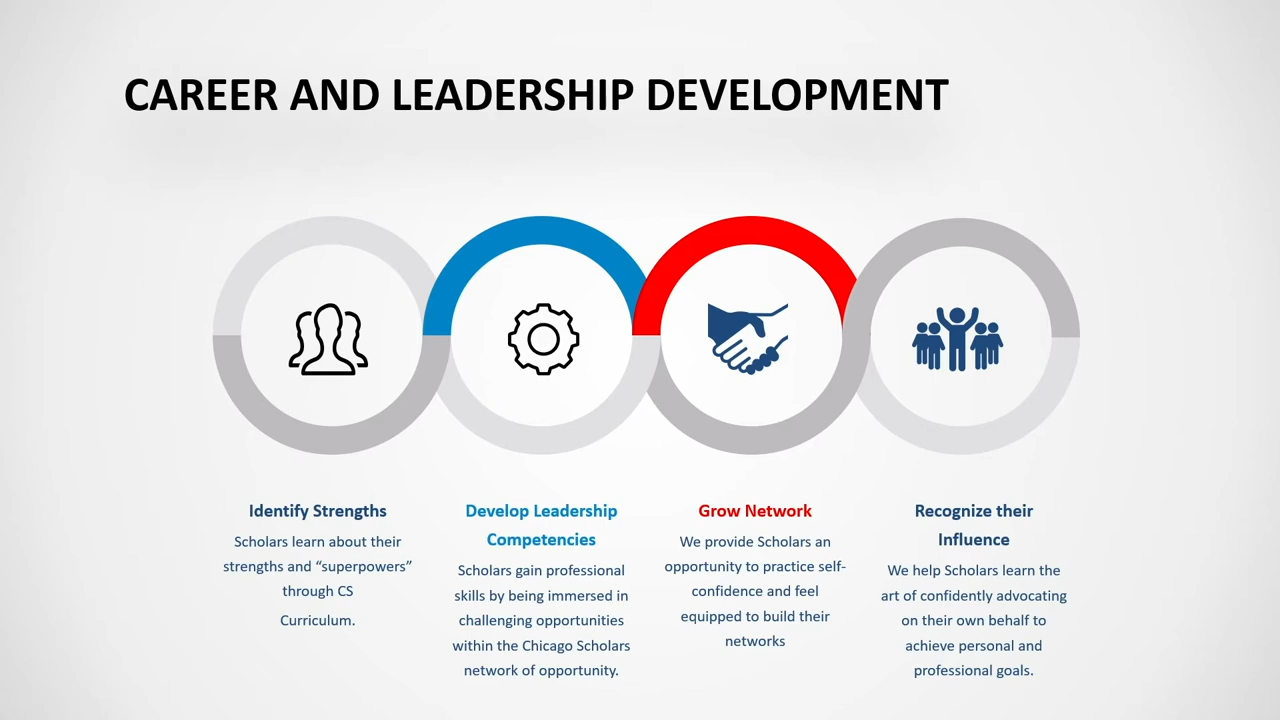 CAREER AND LEADERSHIP DEVELOPMENT
Identify Strengths
Scholars learn about their
strengths and “superpowers”
through CS
Curriculum.
Develop Leadership
Competencies
Scholars gain professional
skills by being immersed in
challenging opportunities
within the Chicago Scholars
network of opportunity.
Grow Network
We provide Scholars an
opportunity to practice self-
confidence and feel
equipped to build their
networks
Recognize their
Influence
We help Scholars learn the
art of confidently advocating
on their own behalf to
achieve personal and
professional goals.